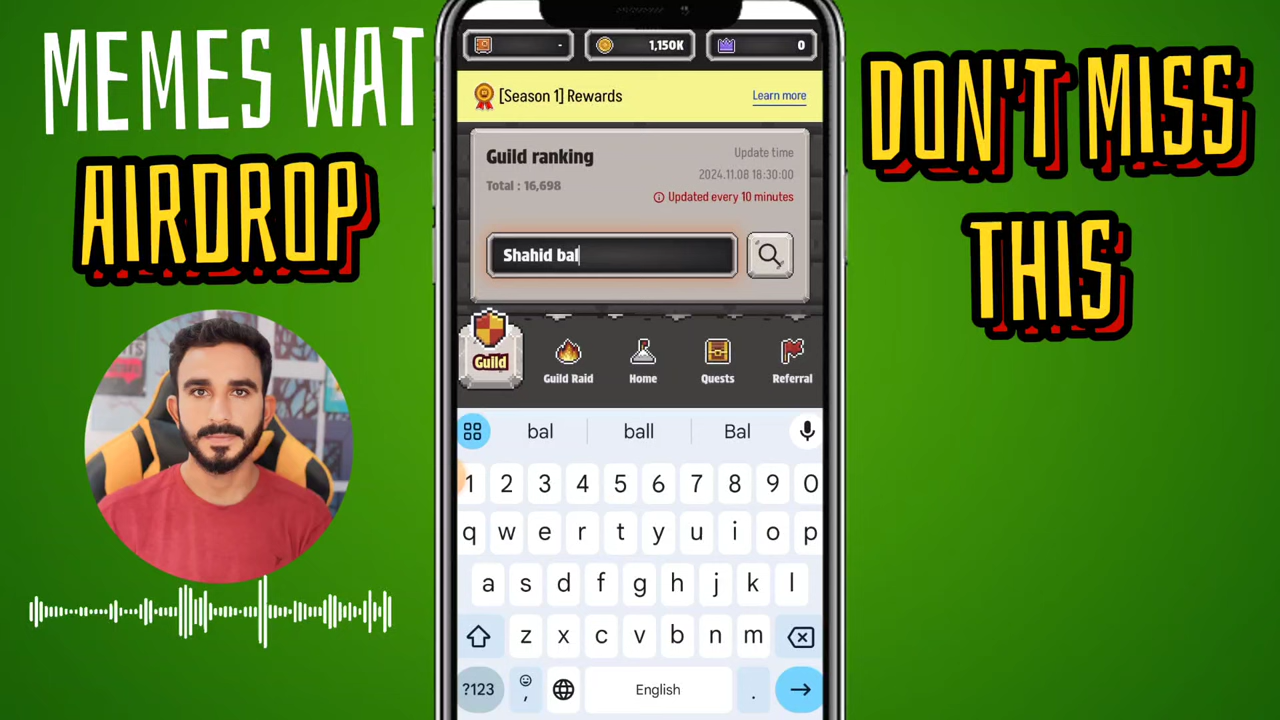 MEMES WAT
AIRDROP
DON'T MISS
THIS
-
1,150K
0
[Season 1] Rewards
Learn more
Guild ranking
Update time
Total : 16,698
2024.11.08 18:30:00
Updated every 10 minutes
Shahid bal
Guild
Guild Raid
Home
Quests
Referral
bal
ball
Bal
1 2 3 4 5 6 7 8 9 0
q w e r t y u i o p
a s d f g h j k l
z x c v b n m
?123
,
English
.